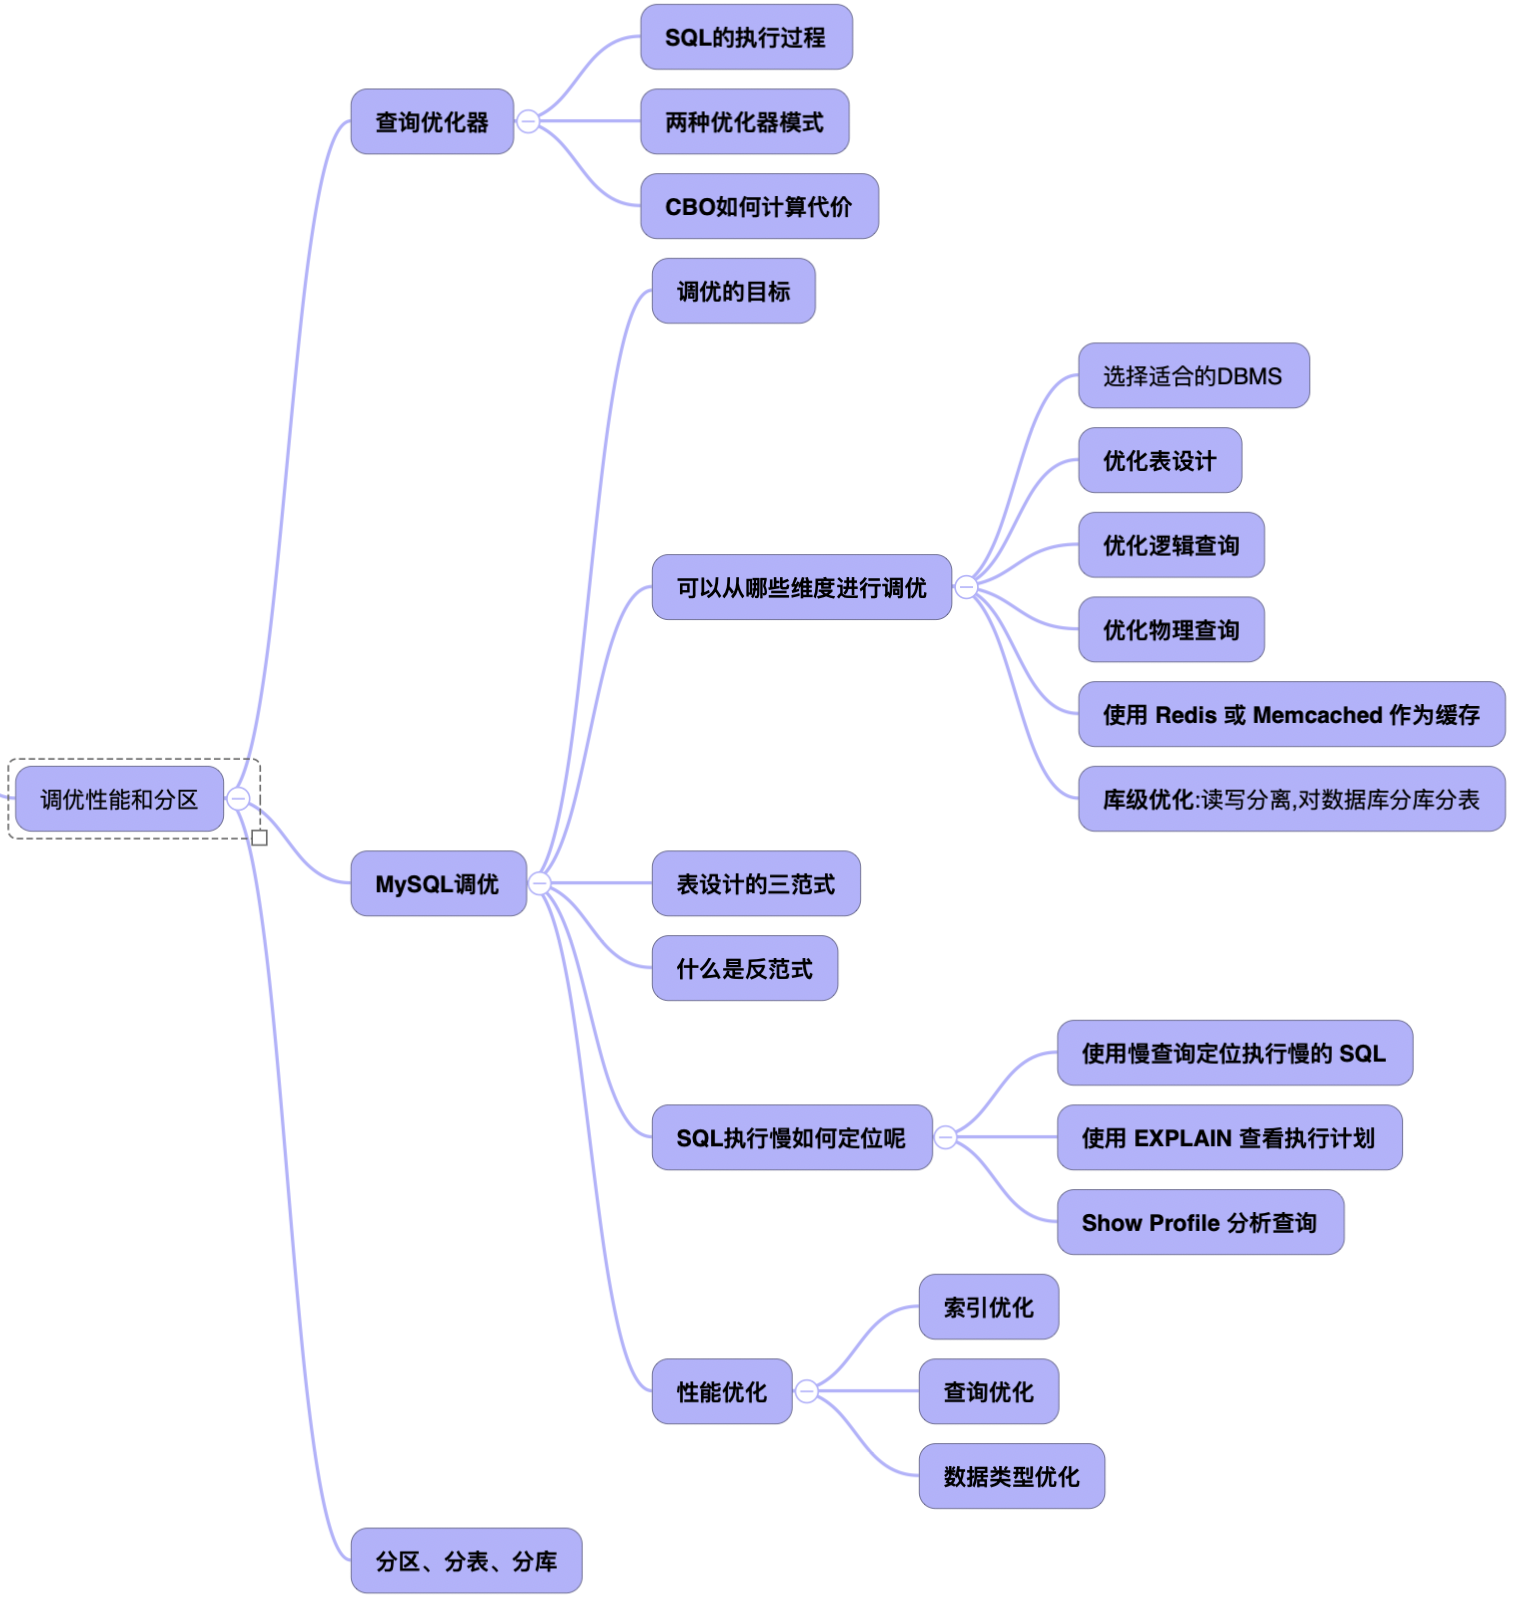 SQL的执行过程
查询优化器
两种优化器模式
CBO如何计算代价
调优的目标
选择适合的DBMS
优化表设计
优化逻辑查询
可以从哪些维度进行调优
优化物理查询
使用 Redis 或 Memcached 作为缓存
调优性能和分区
库级优化:读写分离,对数据库分库分表
MySQL调优
表设计的三范式
什么是反范式
使用慢查询定位执行慢的 SQL
SQL执行慢如何定位呢
使用 EXPLAIN 查看执行计划
Show Profile 分析查询
索引优化
性能优化
查询优化
数据类型优化
分区、分表、分库